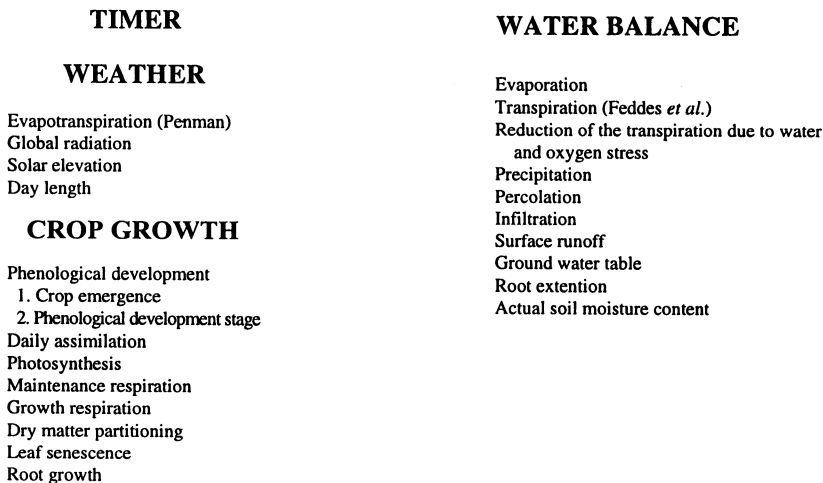 TIMER
WEATHER
Evapotranspiration (Penman)
Global radiation
Solar elevation
Day length
CROP GROWTH
Phenological development
1. Crop emergence
2. Phenological development stage
Daily assimilation
Photosynthesis
Maintenance respiration
Growth respiration
Dry matter partitioning
Leaf senescence
Root growth
WATER BALANCE
Evaporation
Transpiration (Feddes et al.)
Reduction of the transpiration due to water
and oxygen stress
Precipitation
Percolation
Infiltration
Surface runoff
Ground water table
Root extention
Actual soil moisture content